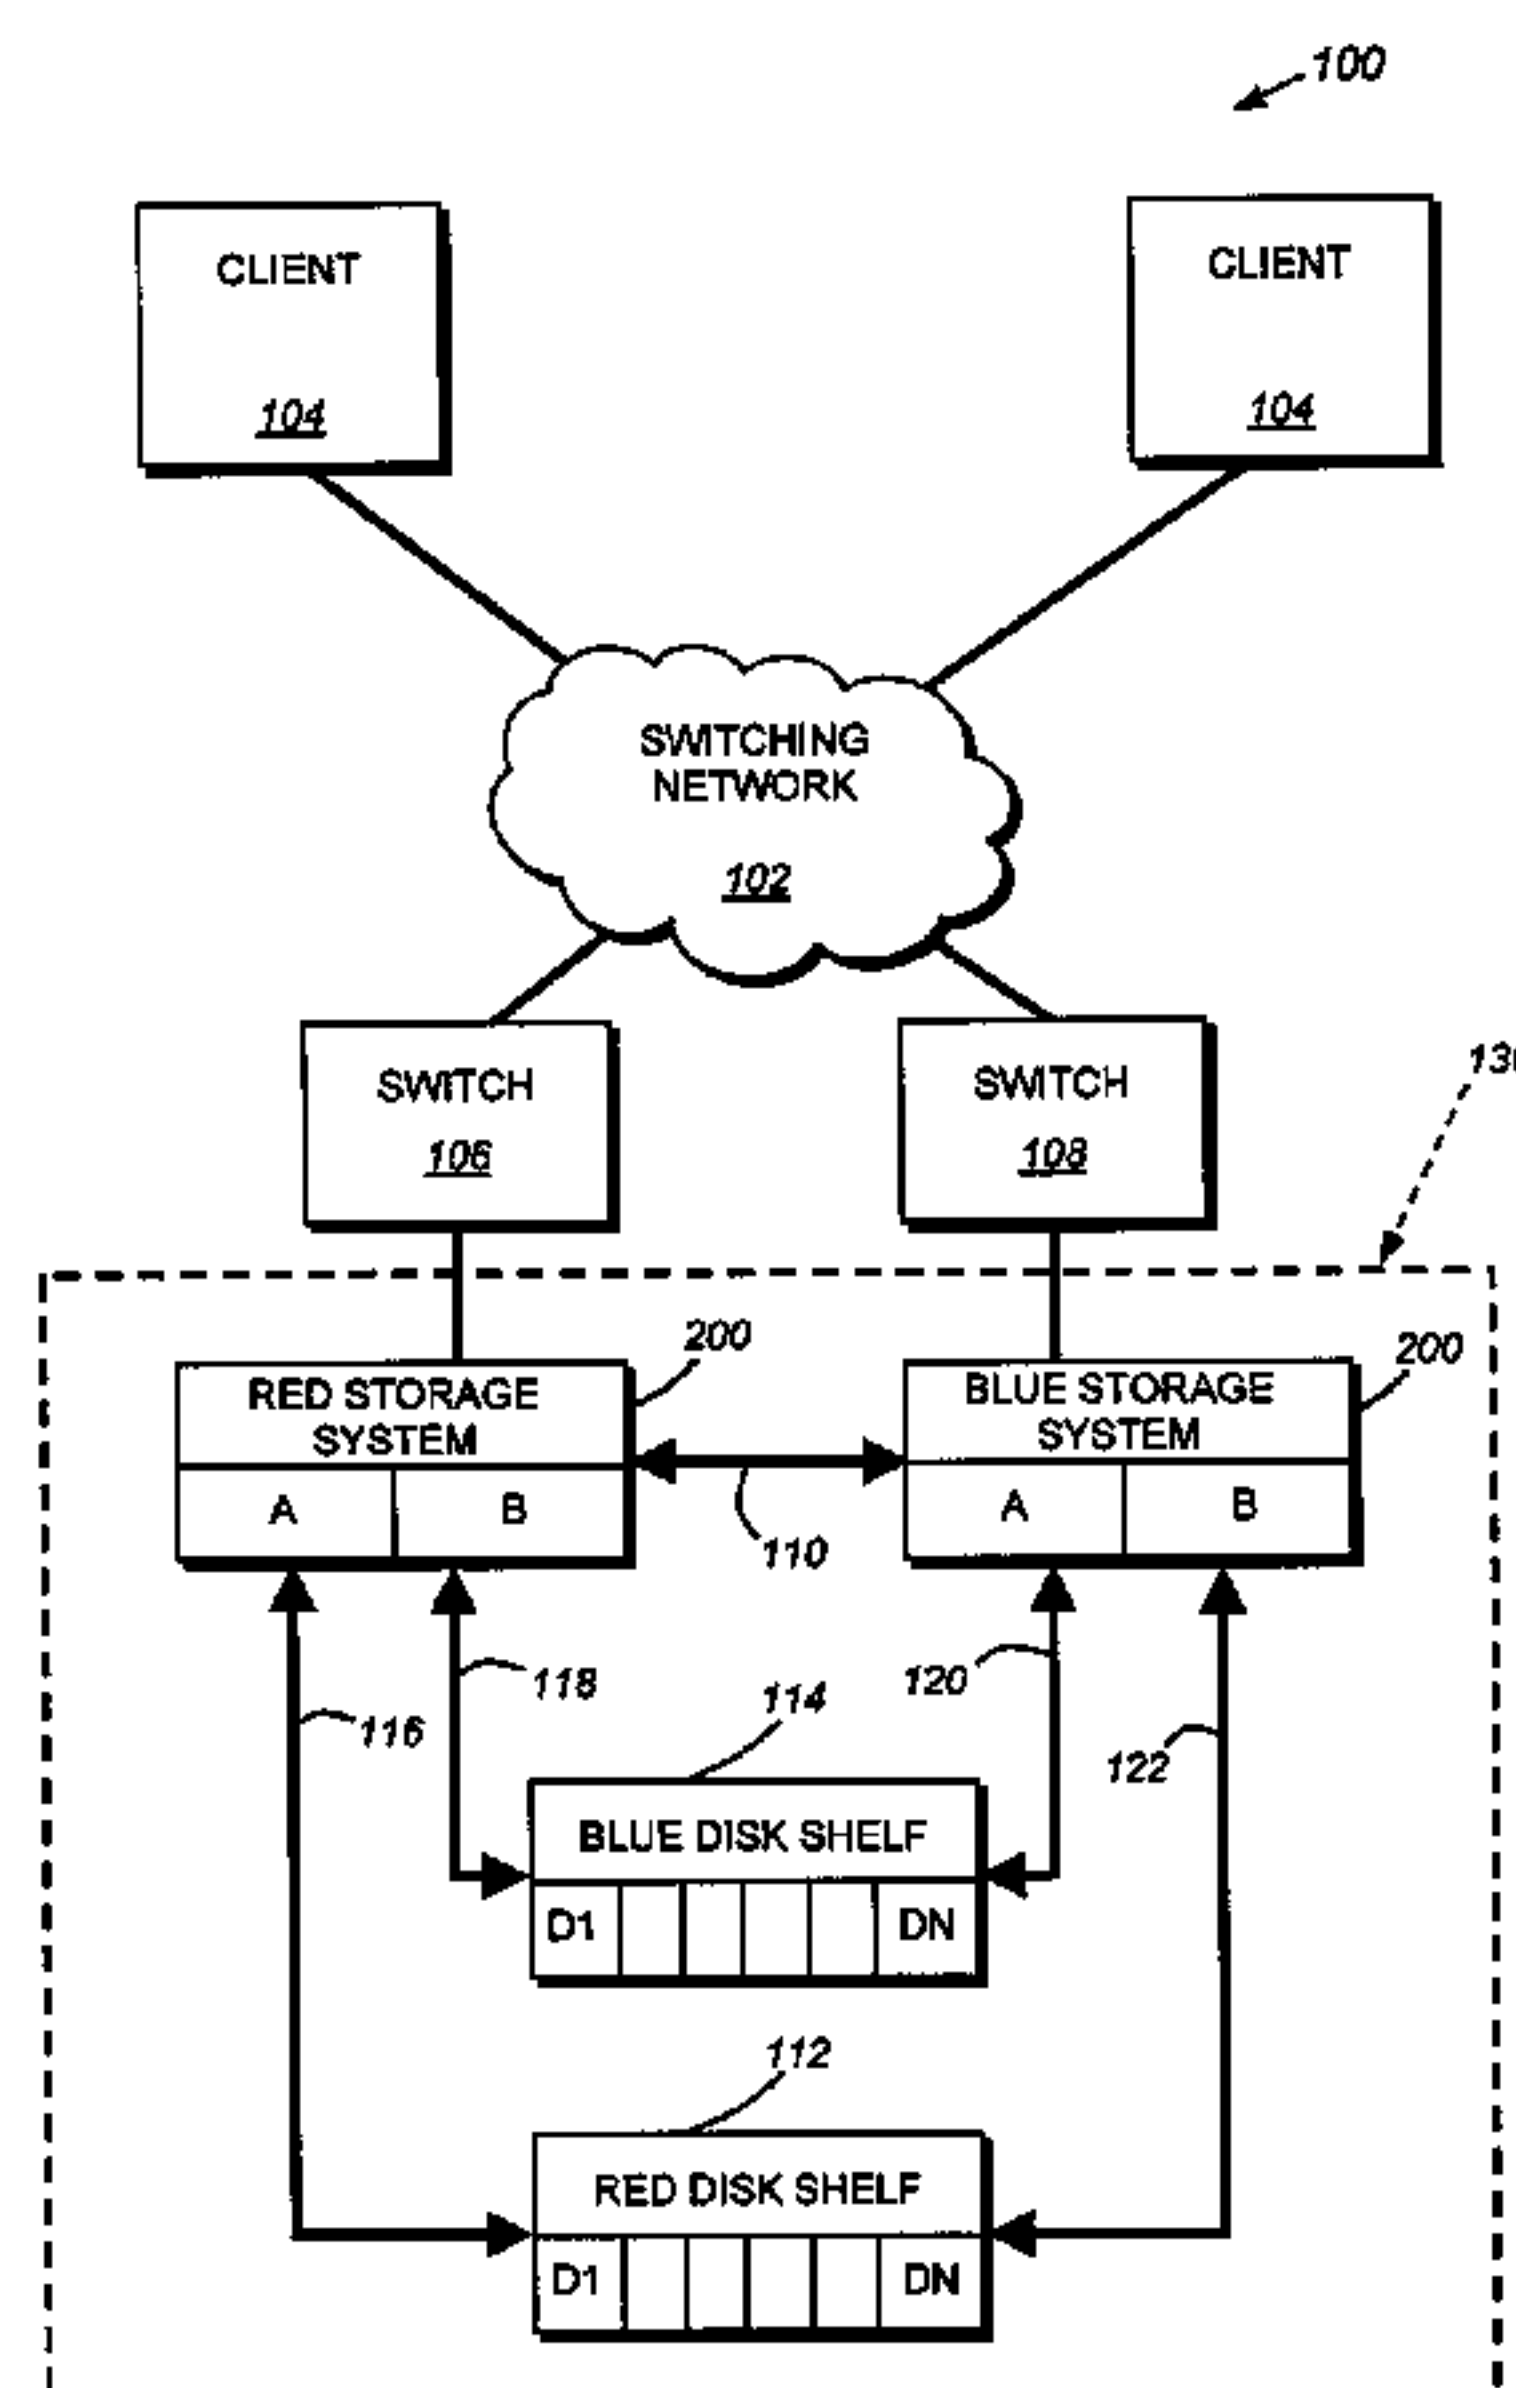 100
CLIENT
104
CLIENT
104
SWITCHING
NETWORK
102
SWITCH
106
SWITCH
108
200
RED STORAGE
SYSTEM
A
B
200
BLUE STORAGE
SYSTEM
A
B
110
116
118
120
122
114
BLUE DISK SHELF
D1
DN
112
RED DISK SHELF
D1
DN